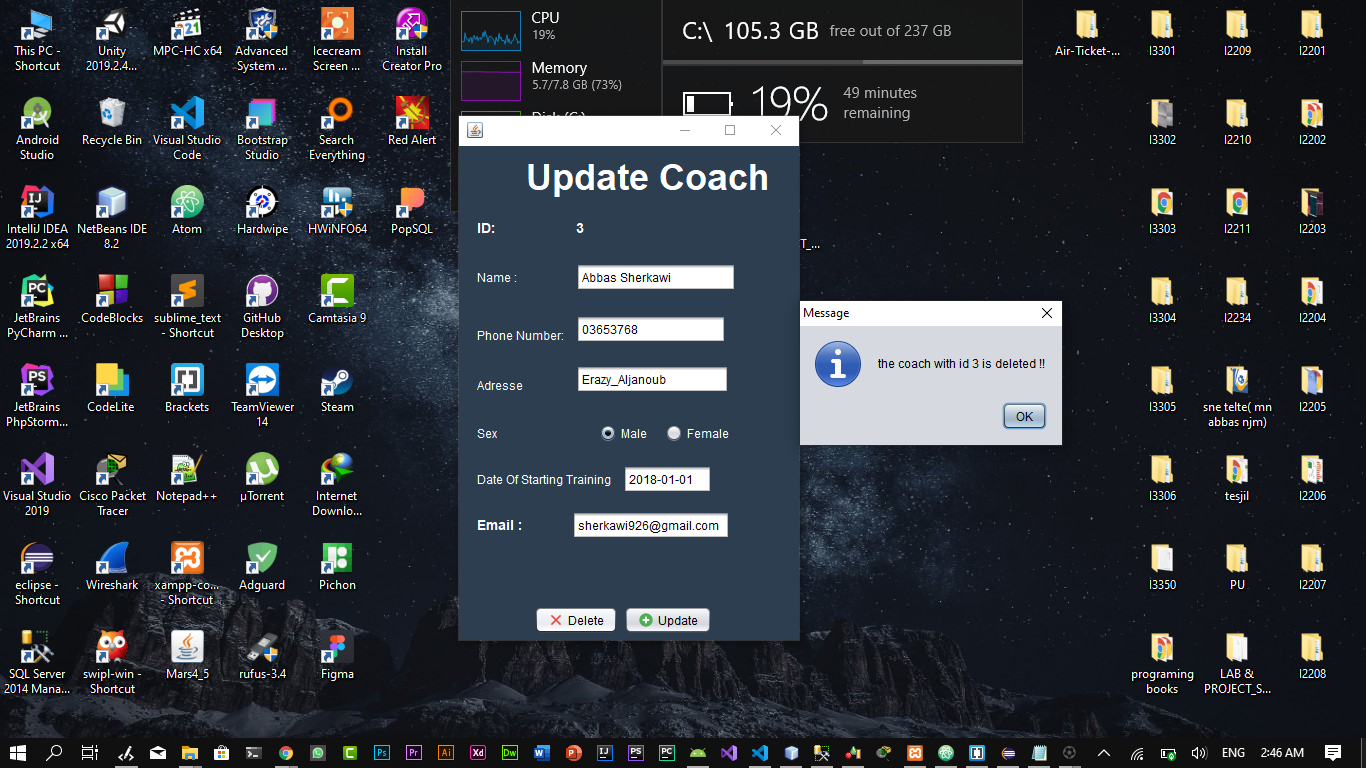 This PC -
Shortcut
Unity
2019.2.4...
MPC-HC x64
Advanced
System ...
Icecream
Screen ...
Install
Creator Pro
Android
Studio
Recycle Bin
Visual Studio
Code
Bootstrap
Studio
Search
Everything
Red Alert
IntelliJ IDEA
2019.2.2 x64
NetBeans IDE
8.2
Atom
Hardwipe
HWiNFO64
PopSQL
JetBrains
PyCharm ...
CodeBlocks
sublime_text
- Shortcut
GitHub
Desktop
Camtasia 9
JetBrains
PhpStorm...
CodeLite
Brackets
TeamViewer
14
Steam
Visual Studio
2019
Cisco Packet
Tracer
Notepad++
µTorrent
Internet
Downlo...
eclipse -
Shortcut
Wireshark
xampp-co...
- Shortcut
Adguard
Pichon
SQL Server
2014 Mana...
swipl-win -
Shortcut
Mars4_5
rufus-3.4
Figma
CPU
19%
Memory
5.7/7.8 GB (73%)
C:\ 105.3 GB free out of 237 GB
19%
49 minutes
remaining
Update Coach
ID: 3
Name : Abbas Sherkawi
Phone Number: 03653768
Adresse Erazy_Aljanoub
Sex Male Female
Date Of Starting Training 2018-01-01
Email : sherkawi926@gmail.com
Delete Update
Message
the coach with id 3 is deleted !!
OK
T_...
Air-Ticket-...
I3301
I2209
I2201
I3302
I2210
I2202
I3303
I2211
I2203
I3304
I2234
I2204
I3305
sne telte( mn
abbas njm)
I2205
I3306
tesjil
I2206
I3350
PU
I2207
programing
books
LAB &
PROJECT_S...
I2208
ENG 2:46 AM